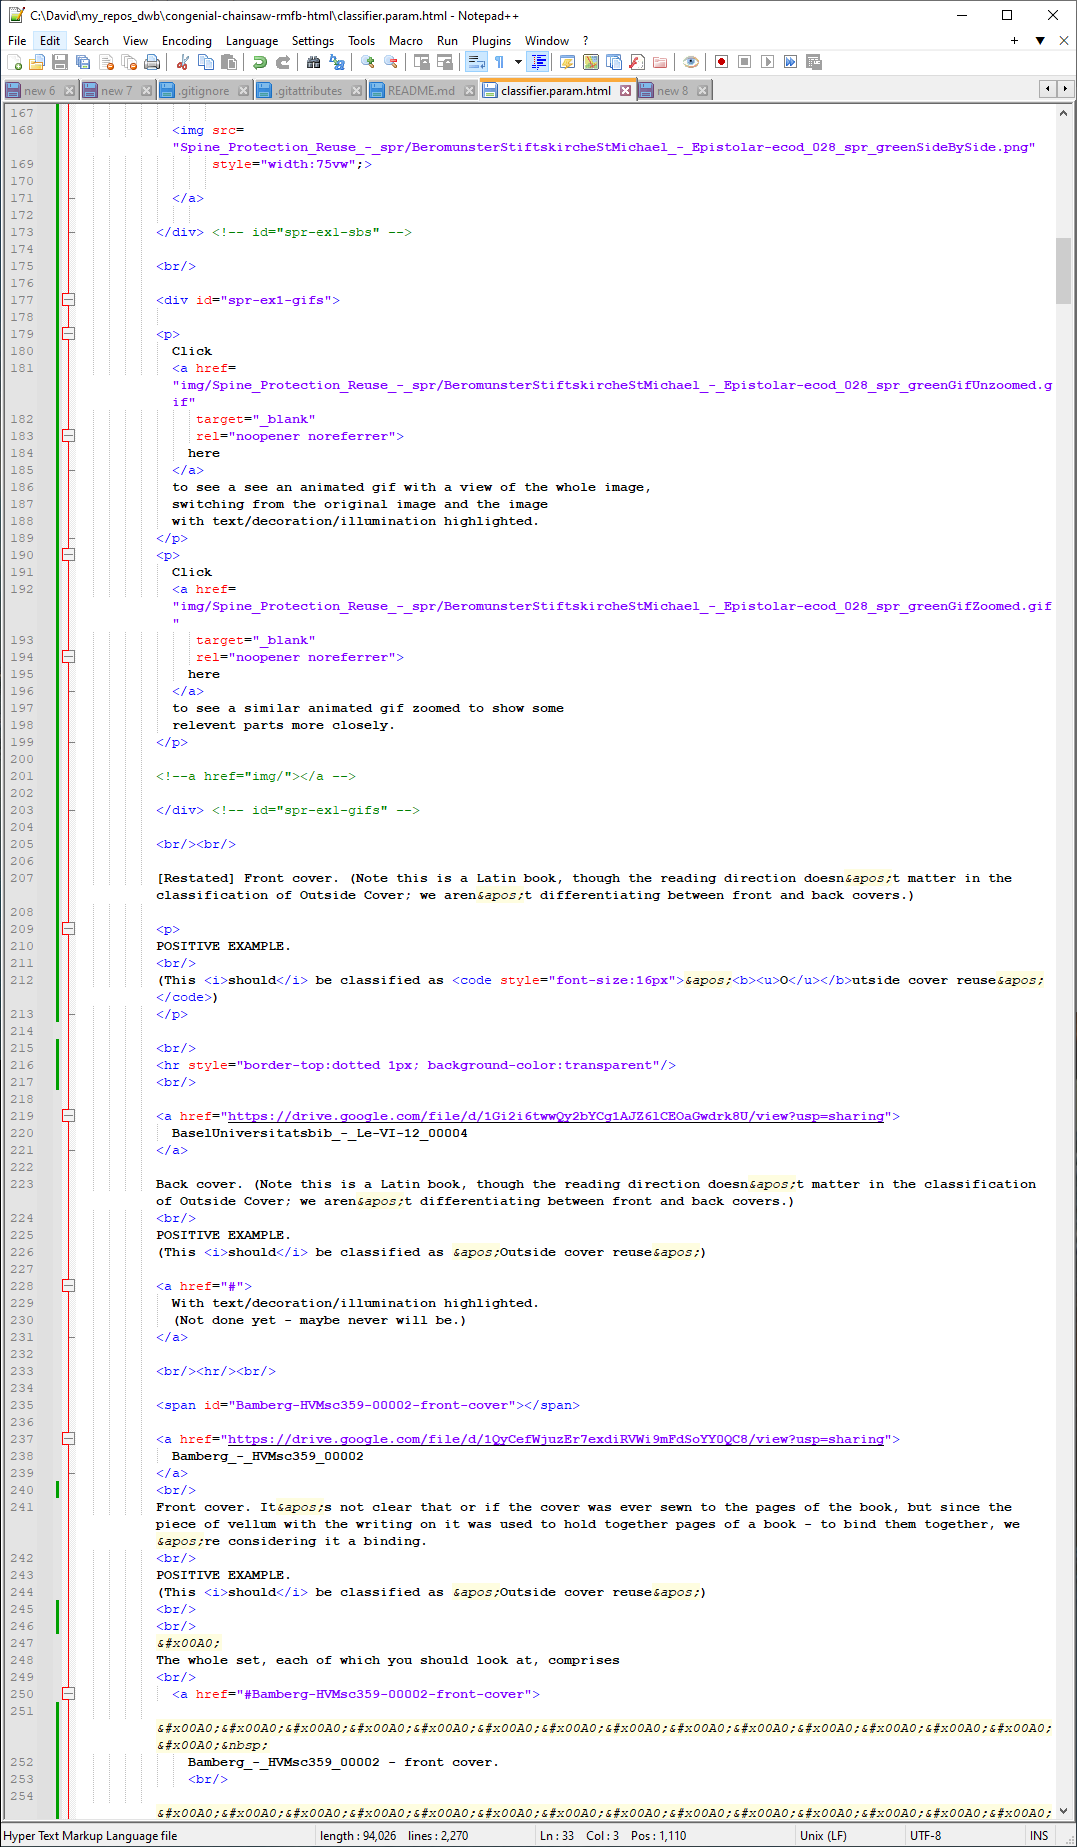 C:\David\my_repos_dwb\congenial-chainsaw-rmfb-html\classifier.param.html - Notepad++
File Edit Search View Encoding Language Settings Tools Macro Run Plugins Window ? + ▼ X
new 6 new 7 .gitignore .gitattributes README.md classifier.param.html new 8
167
168 <img src=
"Spine_Protection_Reuse_-_spr/BeromunsterStiftskircheStMichael_-_Epistolar-ecod_028_spr_greenSideBySide.png"
169 style="width:75vw";>
170
171 </a>
172
173 </div> <!-- id="spr-ex1-sbs" -->
174
175 <br/>
176
177 <div id="spr-ex1-gifs">
178
179 <p>
180 Click
181 <a href=
"img/Spine_Protection_Reuse_-_spr/BeromunsterStiftskircheStMichael_-_Epistolar-ecod_028_spr_greenGifUnzoomed.g
if"
182 target="_blank"
183 rel="noopener noreferrer">
184 here
185 </a>
186 to see a see an animated gif with a view of the whole image,
187 switching from the original image and the image
188 with text/decoration/illumination highlighted.
189 </p>
190 <p>
191 Click
192 <a href=
"img/Spine_Protection_Reuse_-_spr/BeromunsterStiftskircheStMichael_-_Epistolar-ecod_028_spr_greenGifZoomed.gif
"
193 target="_blank"
194 rel="noopener noreferrer">
195 here
196 </a>
197 to see a similar animated gif zoomed to show some
198 relevent parts more closely.
199 </p>
200
201 <!--a href="img/"></a -->
202
203 </div> <!-- id="spr-ex1-gifs" -->
204
205 <br/><br/>
206
207 [Restated] Front cover. (Note this is a Latin book, though the reading direction doesn&apos;t matter in the
classification of Outside Cover; we aren&apos;t differentiating between front and back covers.)
208
209 <p>
210 POSITIVE EXAMPLE.
211 <br/>
212 (This <i>should</i> be classified as <code style="font-size:16px">&apos;<b><u>O</u></b>utside cover reuse&apos;
</code>)
213 </p>
214
215 <br/>
216 <hr style="border-top:dotted 1px; background-color:transparent"/>
217 <br/>
218
219 <a href="https://drive.google.com/file/d/1Gi2i6twwQy2bYCg1AJZ6lCEOaGwdrk8U/view?usp=sharing">
220 BaselUniversitatsbib_-_Le-VI-12_00004
221 </a>
222
223 Back cover. (Note this is a Latin book, though the reading direction doesn&apos;t matter in the classification
of Outside Cover; we aren&apos;t differentiating between front and back covers.)
224 <br/>
225 POSITIVE EXAMPLE.
226 (This <i>should</i> be classified as &apos;Outside cover reuse&apos;)
227
228 <a href="#">
229 With text/decoration/illumination highlighted.
230 (Not done yet - maybe never will be.)
231 </a>
232
233 <br/><hr/><br/>
234
235 <span id="Bamberg-HVMsc359-00002-front-cover"></span>
236
237 <a href="https://drive.google.com/file/d/1QyCefWjuzEr7exdiRVWi9mFdSoYY0QC8/view?usp=sharing">
238 Bamberg_-_HVMsc359_00002
239 </a>
240 <br/>
241 Front cover. It&apos;s not clear that or if the cover was ever sewn to the pages of the book, but since the
piece of vellum with the writing on it was used to hold together pages of a book - to bind them together, we
&apos;re considering it a binding.
242 <br/>
243 POSITIVE EXAMPLE.
244 (This <i>should</i> be classified as &apos;Outside cover reuse&apos;)
245 <br/>
246 <br/>
247 &#x00A0;
248 The whole set, each of which you should look at, comprises
249 <br/>
250 <a href="#Bamberg-HVMsc359-00002-front-cover">
251
&#x00A0;&#x00A0;&#x00A0;&#x00A0;&#x00A0;&#x00A0;&#x00A0;&#x00A0;&#x00A0;&#x00A0;&#x00A0;&#x00A0;&#x00A0;&#x00A0;
&#x00A0;&nbsp;
252 Bamberg_-_HVMsc359_00002 - front cover.
253 <br/>
254
&#x00A0;&#x00A0;&#x00A0;&#x00A0;&#x00A0;&#x00A0;&#x00A0;&#x00A0;&#x00A0;&#x00A0;&#x00A0;&#x00A0;&#x00A0;&#x00A0;
Hyper Text Markup Language file length : 94,026 lines : 2,270 Ln : 33 Col : 3 Pos : 1,110 Unix (LF) UTF-8 INS